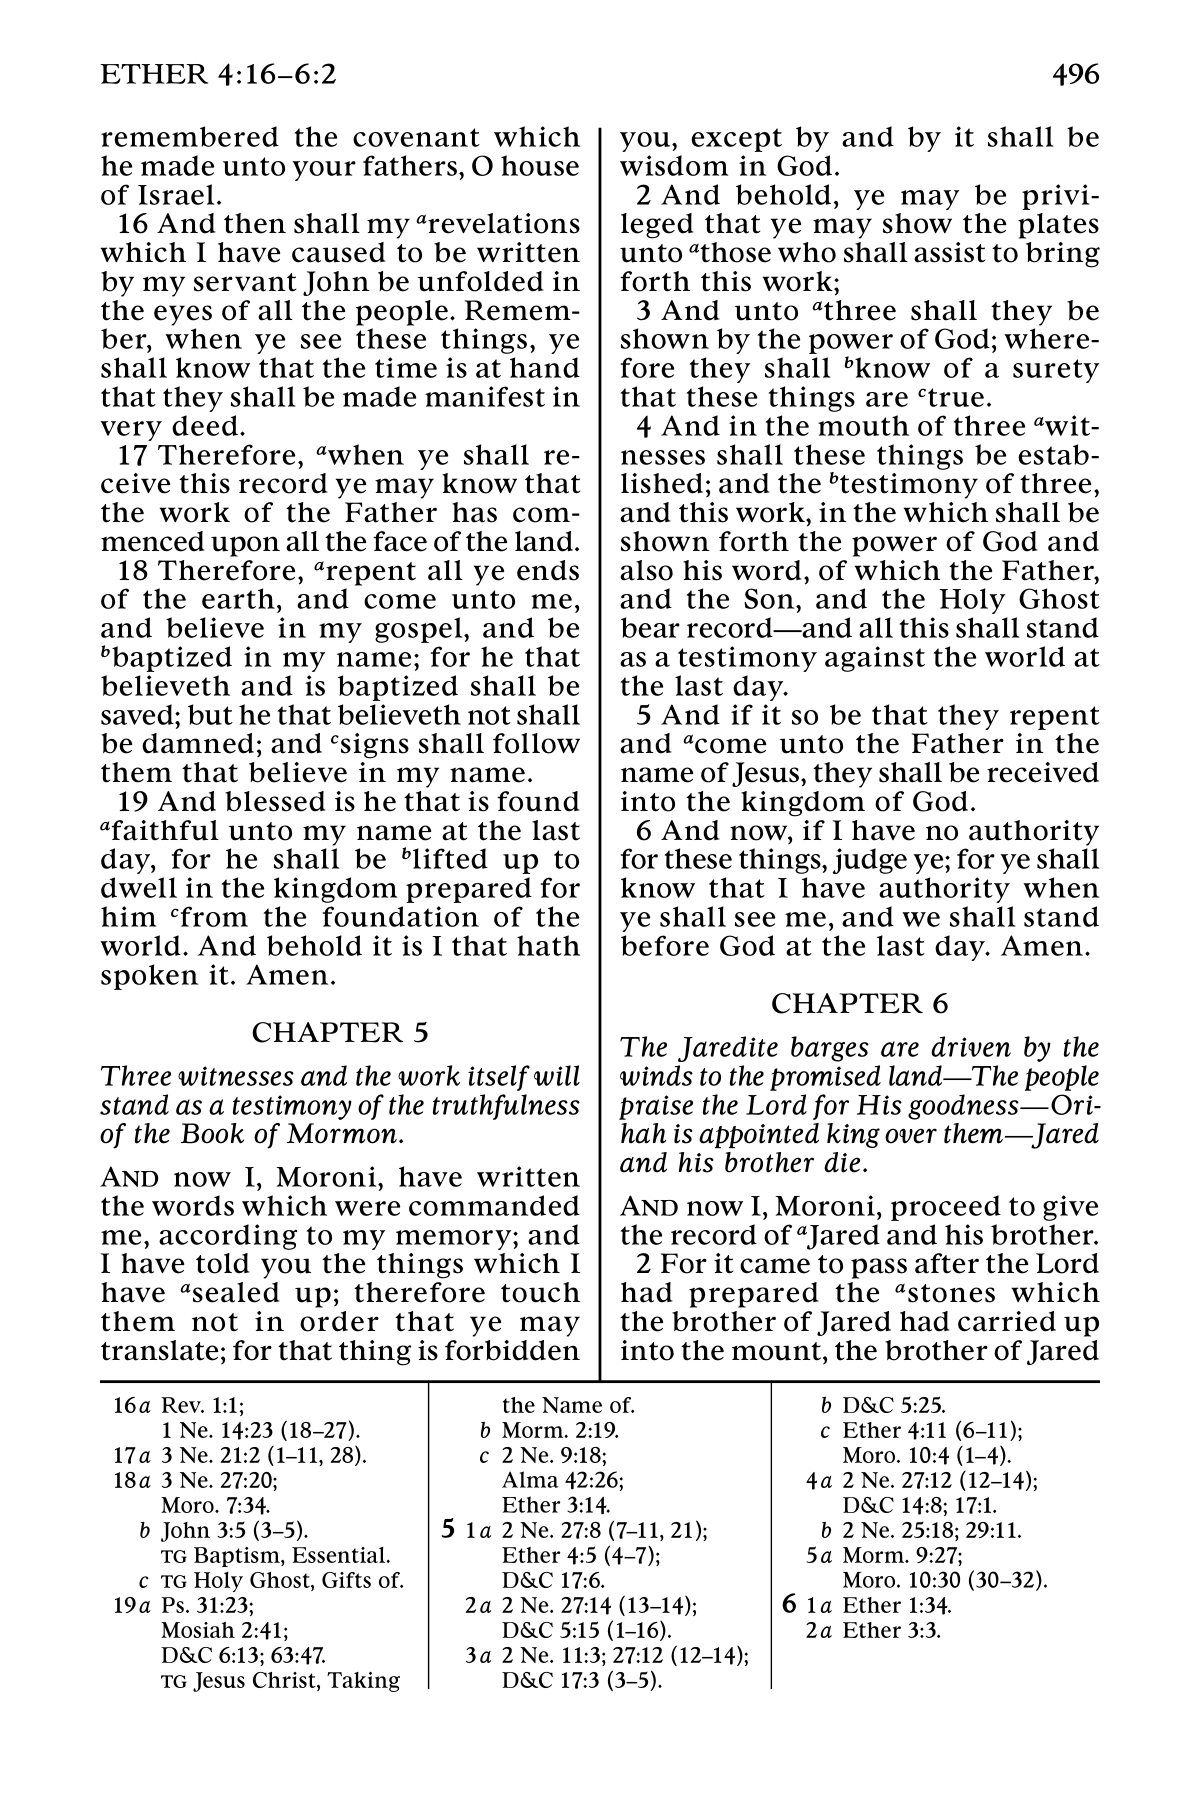 ETHER 4:16–6:2
496
remembered the covenant which
he made unto your fathers, O house
of Israel.
16 And then shall my arevelations
which I have caused to be written
by my servant John be unfolded in
the eyes of all the people. Remem-
ber, when ye see these things, ye
shall know that the time is at hand
that they shall be made manifest in
very deed.
17 Therefore, awhen ye shall re-
ceive this record ye may know that
the work of the Father has com-
menced upon all the face of the land.
18 Therefore, arepent all ye ends
of the earth, and come unto me,
and believe in my gospel, and be
bbaptized in my name; for he that
believeth and is baptized shall be
saved; but he that believeth not shall
be damned; and csigns shall follow
them that believe in my name.
19 And blessed is he that is found
afaithful unto my name at the last
day, for he shall be blifted up to
dwell in the kingdom prepared for
him cfrom the foundation of the
world. And behold it is I that hath
spoken it. Amen.
CHAPTER 5
Three witnesses and the work itself will
stand as a testimony of the truthfulness
of the Book of Mormon.
AND now I, Moroni, have written
the words which were commanded
me, according to my memory; and
I have told you the things which I
have asealed up; therefore touch
them not in order that ye may
translate; for that thing is forbidden
you, except by and by it shall be
wisdom in God.
2 And behold, ye may be privi-
leged that ye may show the plates
unto athose who shall assist to bring
forth this work;
3 And unto athree shall they be
shown by the power of God; where-
fore they shall bknow of a surety
that these things are ctrue.
4 And in the mouth of three awit-
nesses shall these things be estab-
lished; and the btestimony of three,
and this work, in the which shall be
shown forth the power of God and
also his word, of which the Father,
and the Son, and the Holy Ghost
bear record—and all this shall stand
as a testimony against the world at
the last day.
5 And if it so be that they repent
and acome unto the Father in the
name of Jesus, they shall be received
into the kingdom of God.
6 And now, if I have no authority
for these things, judge ye; for ye shall
know that I have authority when
ye shall see me, and we shall stand
before God at the last day. Amen.
CHAPTER 6
The Jaredite barges are driven by the
winds to the promised land—The people
praise the Lord for His goodness—Ori-
hah is appointed king over them—Jared
and his brother die.
AND now I, Moroni, proceed to give
the record of aJared and his brother.
2 For it came to pass after the Lord
had prepared the astones which
the brother of Jared had carried up
into the mount, the brother of Jared
16a Rev. 1:1;
1 Ne. 14:23 (18–27).
17a 3 Ne. 21:2 (1–11, 28).
18a 3 Ne. 27:20;
Moro. 7:34.
b John 3:5 (3–5).
TG Baptism, Essential.
c TG Holy Ghost, Gifts of.
19a Ps. 31:23;
Mosiah 2:41;
D&C 6:13; 63:47.
TG Jesus Christ, Taking
the Name of.
b Morm. 2:19.
c 2 Ne. 9:18;
Alma 42:26;
Ether 3:14.
5 1a 2 Ne. 27:8 (7–11, 21);
Ether 4:5 (4–7);
D&C 17:6.
2a 2 Ne. 27:14 (13–14);
D&C 5:15 (1–16).
3a 2 Ne. 11:3; 27:12 (12–14);
D&C 17:3 (3–5).
b D&C 5:25.
c Ether 4:11 (6–11);
Moro. 10:4 (1–4).
4a 2 Ne. 27:12 (12–14);
D&C 14:8; 17:1.
b 2 Ne. 25:18; 29:11.
5a Morm. 9:27;
Moro. 10:30 (30–32).
6 1a Ether 1:34.
2a Ether 3:3.